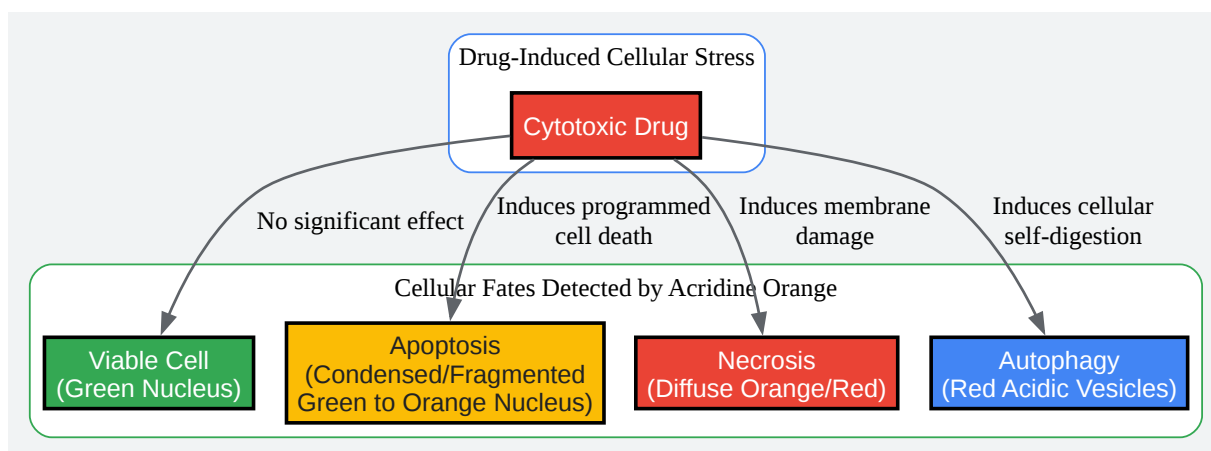 Drug-Induced Cellular Stress
Cytotoxic Drug
No significant effect
Induces programmed
cell death
Induces membrane
damage
Induces cellular
self-digestion
Cellular Fates Detected by Acridine Orange
Viable Cell
(Green Nucleus)
Apoptosis
(Condensed/Fragmented
Green to Orange Nucleus)
Necrosis
(Diffuse Orange/Red)
Autophagy
(Red Acidic Vesicles)